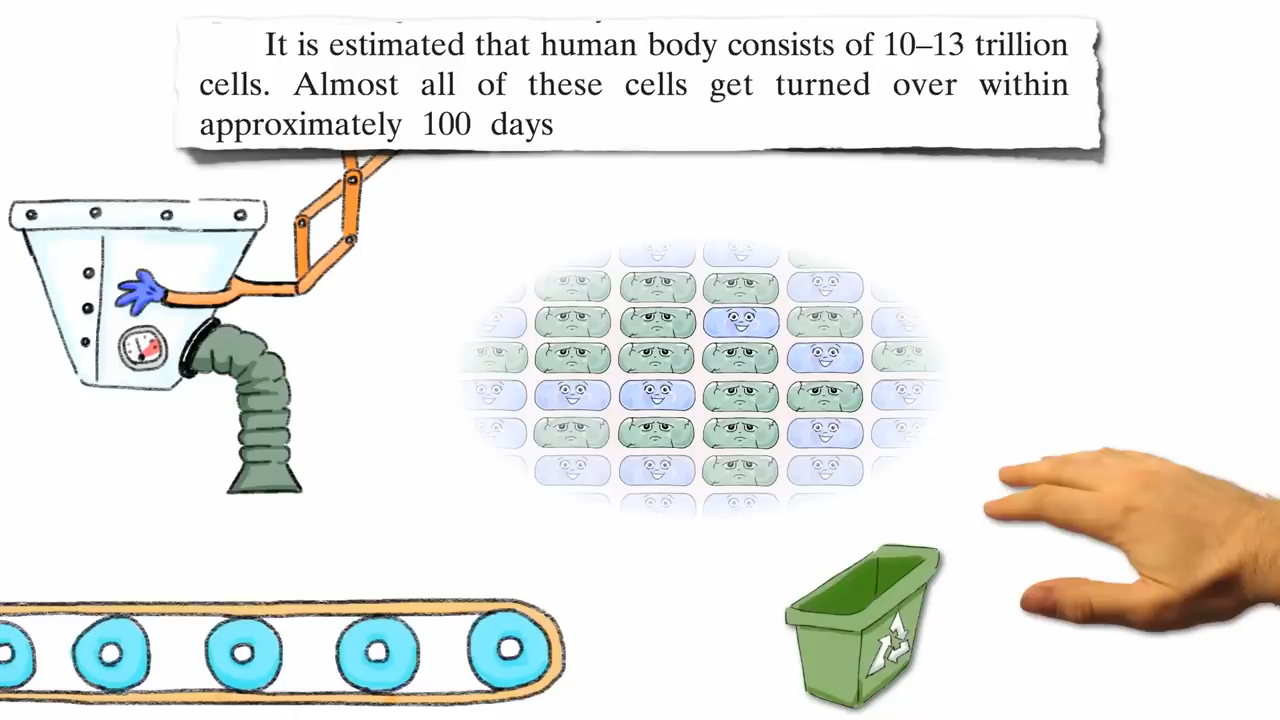 It is estimated that human body consists of 10–13 trillion
cells. Almost all of these cells get turned over within
approximately 100 days